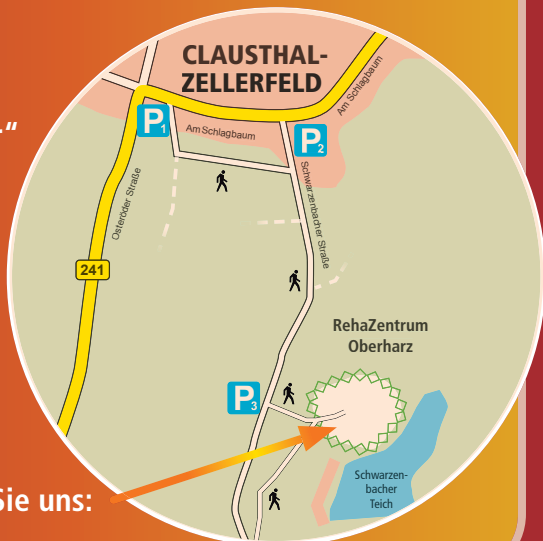 CLAUSTHAL-
ZELLERFELD
Am Schlagbaum
P1
Am Schlagbaum
P2
Osteröder Straße
Schwarzenbacher Straße
241
RehaZentrum
Oberharz
P3
Schwarzen-
bacher
Teich
Sie uns: